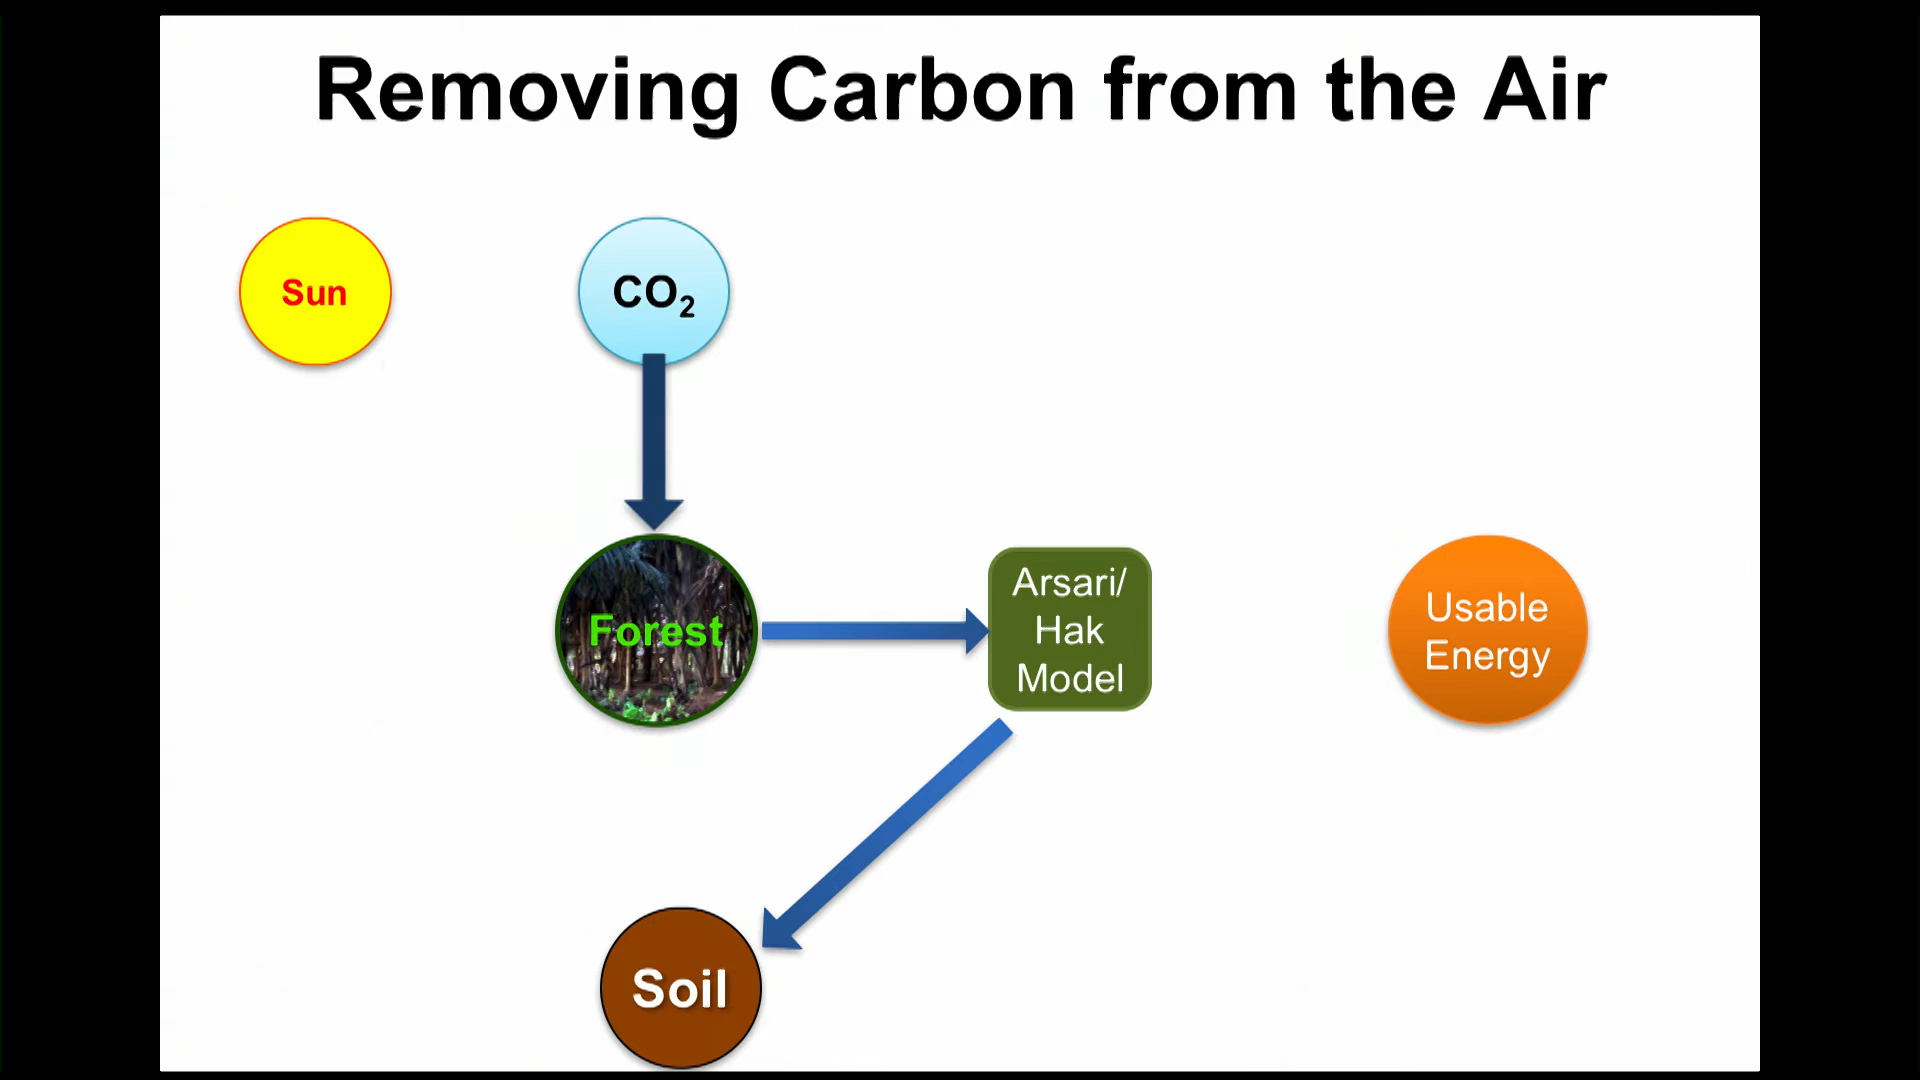 Removing Carbon from the Air
Sun
CO₂
Forest
Arsari/
Hak
Model
Usable
Energy
Soil